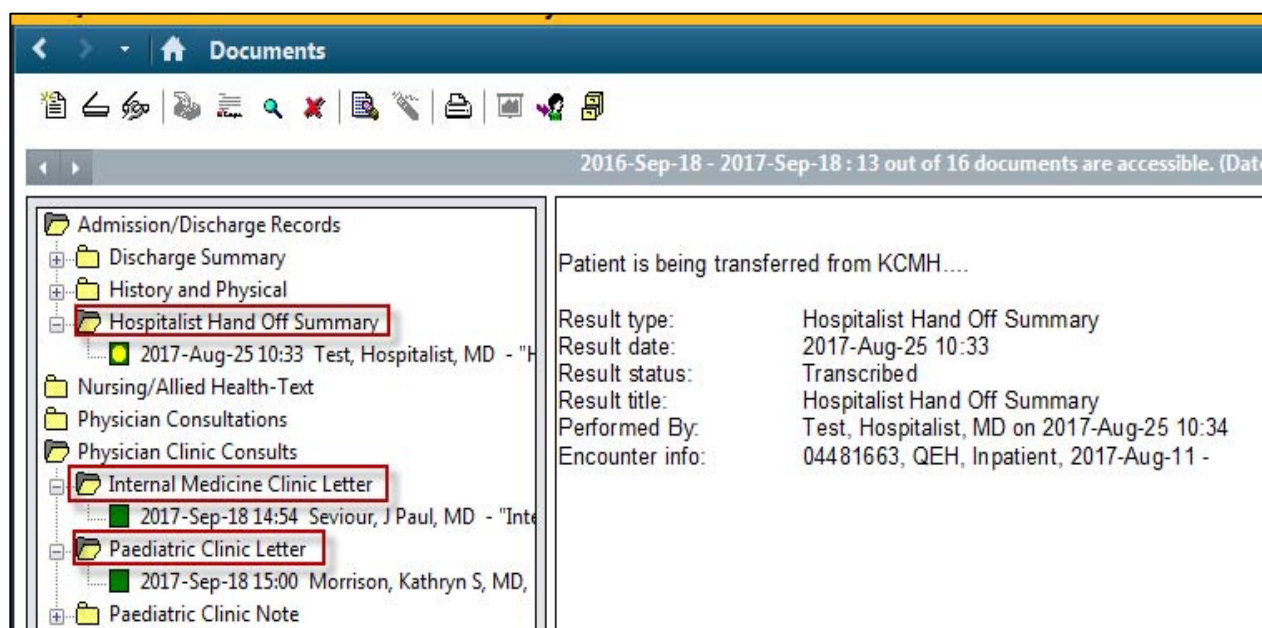 Documents
2016-Sep-18 - 2017-Sep-18 : 13 out of 16 documents are accessible. (Date
Admission/Discharge Records
Discharge Summary
History and Physical
Hospitalist Hand Off Summary
2017-Aug-25 10:33 Test, Hospitalist, MD - "H
Nursing/Allied Health-Text
Physician Consultations
Physician Clinic Consults
Internal Medicine Clinic Letter
2017-Sep-18 14:54 Seviour, J Paul, MD - "Inte
Paediatric Clinic Letter
2017-Sep-18 15:00 Morrison, Kathryn S, MD,
Paediatric Clinic Note
Patient is being transferred from KCMH....
Result type: Hospitalist Hand Off Summary
Result date: 2017-Aug-25 10:33
Result status: Transcribed
Result title: Hospitalist Hand Off Summary
Performed By: Test, Hospitalist, MD on 2017-Aug-25 10:34
Encounter info: 04481663, QEH, Inpatient, 2017-Aug-11 -